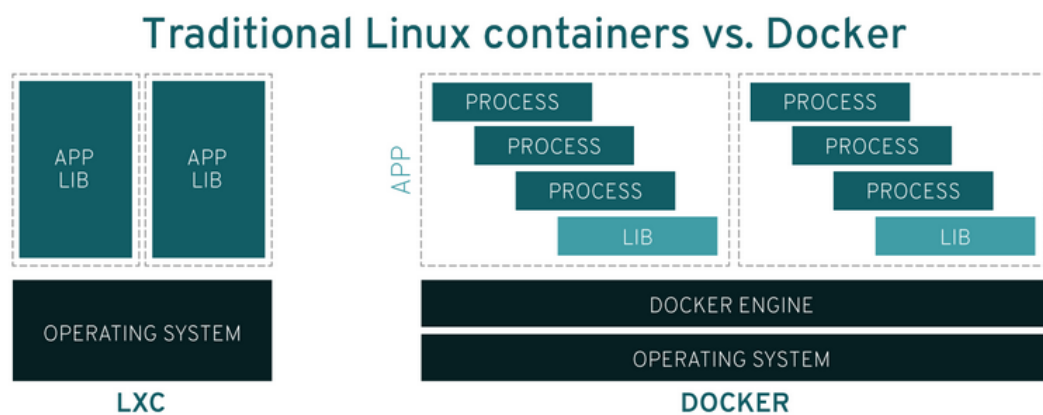 Traditional Linux containers vs. Docker
APP
LIB
APP
LIB
OPERATING SYSTEM
LXC
APP
PROCESS
PROCESS
PROCESS
LIB
PROCESS
PROCESS
PROCESS
LIB
DOCKER ENGINE
OPERATING SYSTEM
DOCKER